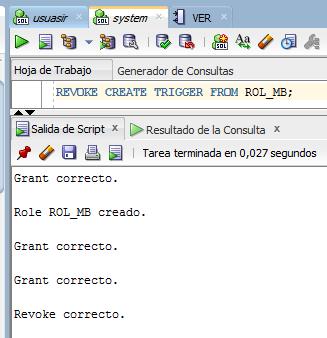 usuasir
system
VER
Hoja de Trabajo
Generador de Consultas
REVOKE CREATE TRIGGER FROM ROL_MB;
Salida de Script
Resultado de la Consulta
Tarea terminada en 0,027 segundos
Grant correcto.
Role ROL_MB creado.
Grant correcto.
Grant correcto.
Revoke correcto.